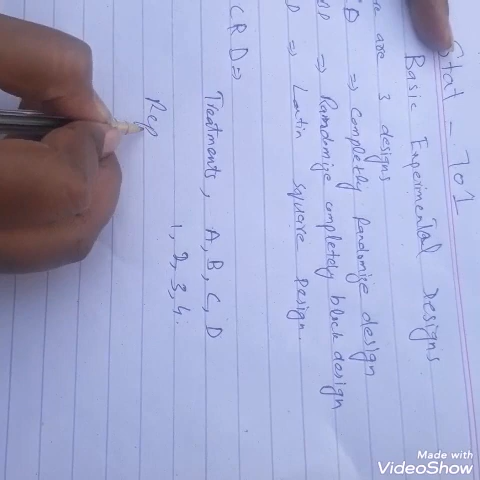 Stat - 701
Basic Experimental Designs
are 3 designs
D => Completly Randomize design
=> Randomize completely block design
D => Latin square Design.
CRD =>
Treatments, A, B, C, D
1, 2, 3, 4.
Rep
Made with
VideoShow